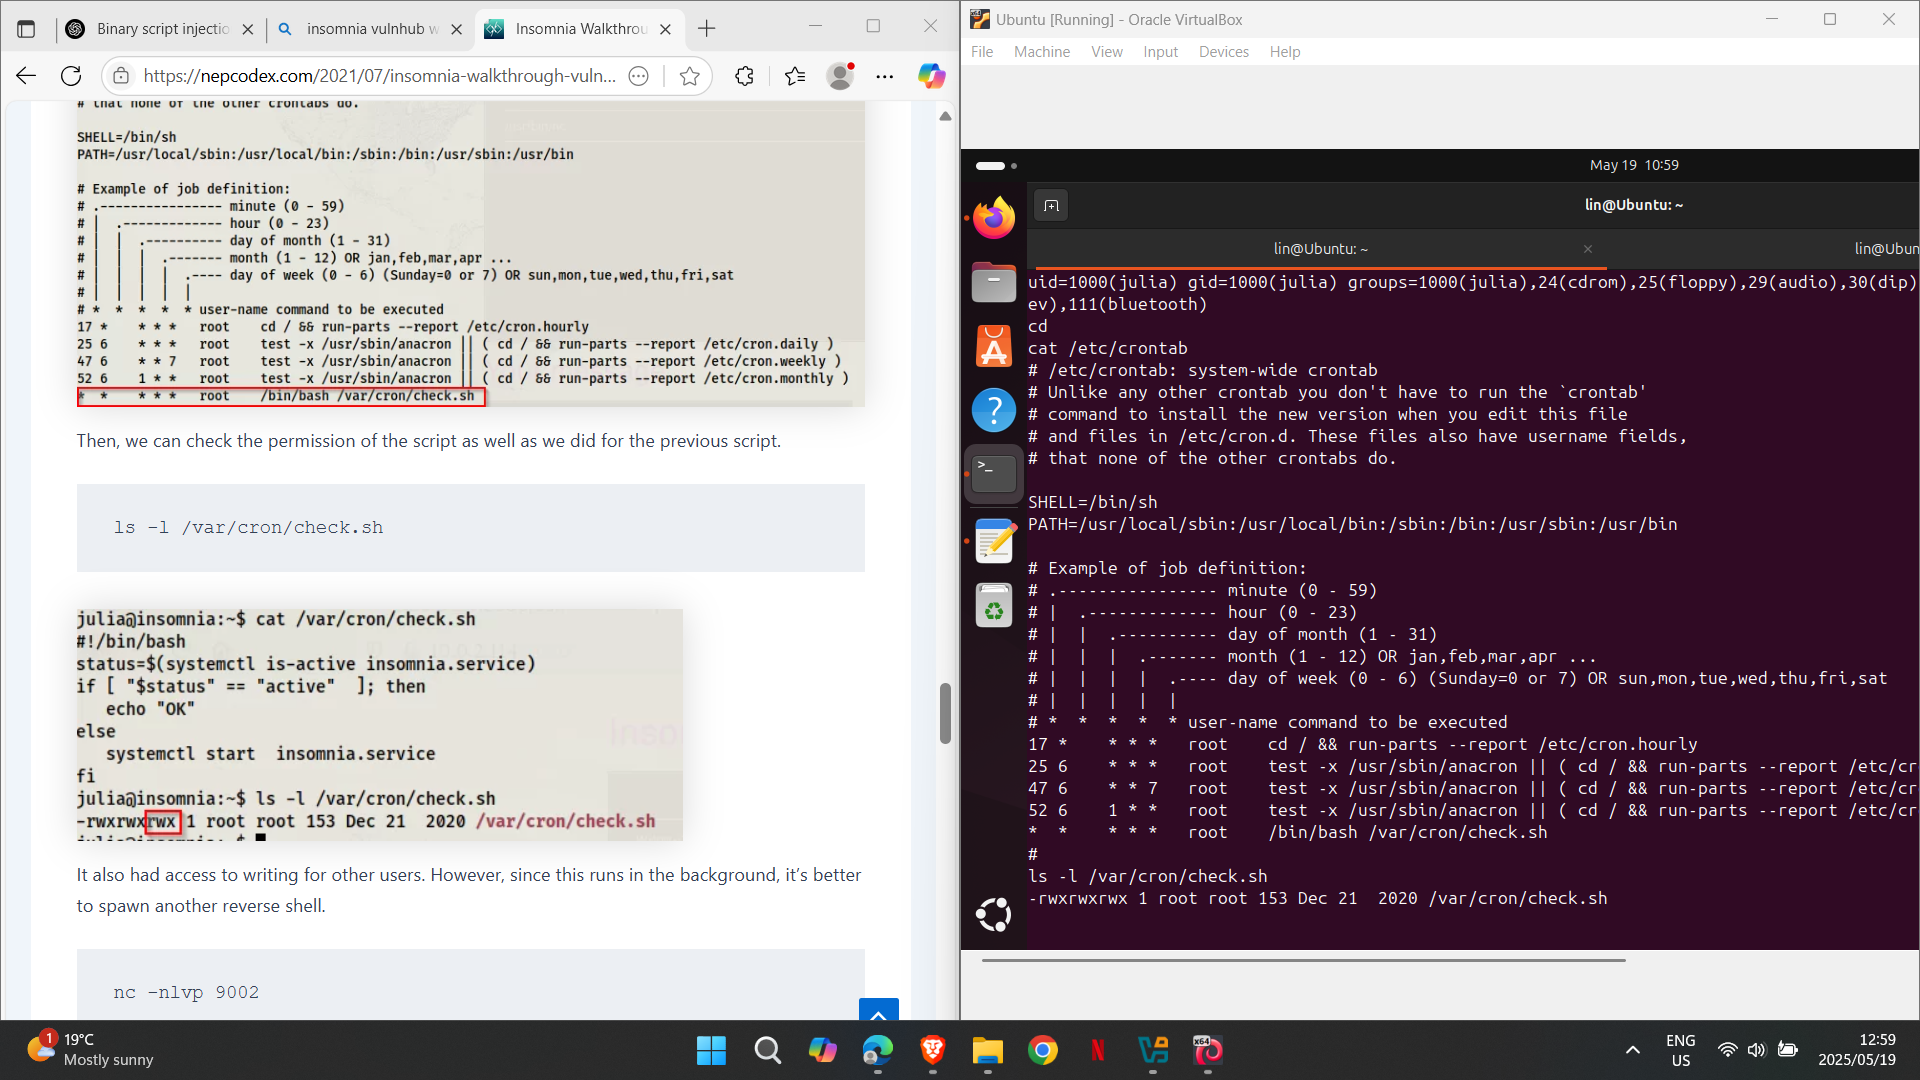 Binary script injectio
insomnia vulnhub w
Insomnia Walkthrou
https://nepcodex.com/2021/07/insomnia-walkthrough-vuln...
# that none of the other crontabs do.
SHELL=/bin/sh
PATH=/usr/local/sbin:/usr/local/bin:/sbin:/bin:/usr/sbin:/usr/bin
# Example of job definition:
# .---------------- minute (0 - 59)
# | .------------- hour (0 - 23)
# | | .---------- day of month (1 - 31)
# | | | .------- month (1 - 12) OR jan,feb,mar,apr ...
# | | | | .---- day of week (0 - 6) (Sunday=0 or 7) OR sun,mon,tue,wed,thu,fri,sat
# | | | | |
# * * * * * user-name command to be executed
17 * * * * root cd / && run-parts --report /etc/cron.hourly
25 6 * * * root test -x /usr/sbin/anacron || ( cd / && run-parts --report /etc/cron.daily )
47 6 * * 7 root test -x /usr/sbin/anacron || ( cd / && run-parts --report /etc/cron.weekly )
52 6 1 * * root test -x /usr/sbin/anacron || ( cd / && run-parts --report /etc/cron.monthly )
* * * * * root /bin/bash /var/cron/check.sh
Then, we can check the permission of the script as well as we did for the previous script.
ls -l /var/cron/check.sh
julia@insomnia:~$ cat /var/cron/check.sh
#!/bin/bash
status=$(systemctl is-active insomnia.service)
if [ "$status" == "active" ]; then
echo "OK"
else
systemctl start insomnia.service
fi
julia@insomnia:~$ ls -l /var/cron/check.sh
-rwxrwxrwx 1 root root 153 Dec 21 2020 /var/cron/check.sh
It also had access to writing for other users. However, since this runs in the background, it's better
to spawn another reverse shell.
nc -nlvp 9002
Ubuntu [Running] - Oracle VirtualBox
File Machine View Input Devices Help
May 19 10:59
lin@Ubuntu: ~
lin@Ubuntu: ~
lin@Ubun
uid=1000(julia) gid=1000(julia) groups=1000(julia),24(cdrom),25(floppy),29(audio),30(dip)
ev),111(bluetooth)
cd
cat /etc/crontab
# /etc/crontab: system-wide crontab
# Unlike any other crontab you don't have to run the `crontab'
# command to install the new version when you edit this file
# and files in /etc/cron.d. These files also have username fields,
# that none of the other crontabs do.
SHELL=/bin/sh
PATH=/usr/local/sbin:/usr/local/bin:/sbin:/bin:/usr/sbin:/usr/bin
# Example of job definition:
# .---------------- minute (0 - 59)
# | .------------- hour (0 - 23)
# | | .---------- day of month (1 - 31)
# | | | .------- month (1 - 12) OR jan,feb,mar,apr ...
# | | | | .---- day of week (0 - 6) (Sunday=0 or 7) OR sun,mon,tue,wed,thu,fri,sat
# | | | | |
# * * * * * user-name command to be executed
17 * * * * root cd / && run-parts --report /etc/cron.hourly
25 6 * * * root test -x /usr/sbin/anacron || ( cd / && run-parts --report /etc/cr
47 6 * * 7 root test -x /usr/sbin/anacron || ( cd / && run-parts --report /etc/cr
52 6 1 * * root test -x /usr/sbin/anacron || ( cd / && run-parts --report /etc/cr
* * * * * root /bin/bash /var/cron/check.sh
#
ls -l /var/cron/check.sh
-rwxrwxrwx 1 root root 153 Dec 21 2020 /var/cron/check.sh
1
19°C
Mostly sunny
x64
ENG
US
12:59
2025/05/19